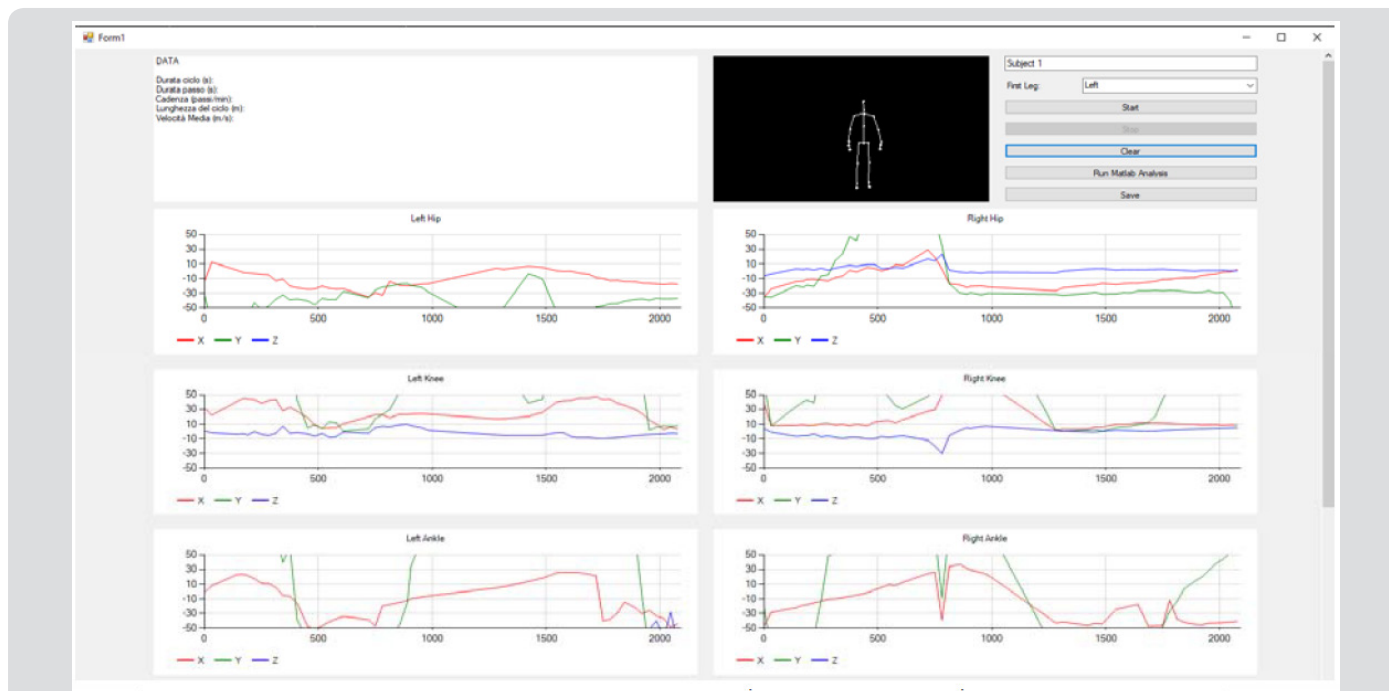 Form1
DATA
Durata ciclo (s):
Durata passo (s):
Cadenza (passi/min):
Lunghezza del ciclo (m):
Velocità Media (m/s):
Subject 1
First Leg: Left
Start
Stop
Clear
Run Matlab Analysis
Save
Left Hip
50
30
10
-10
-30
-50
0 500 1000 1500 2000
X Y Z
Right Hip
50
30
10
-10
-30
-50
0 500 1000 1500 2000
X Y Z
Left Knee
50
30
10
-10
-30
-50
0 500 1000 1500 2000
X Y Z
Right Knee
50
30
10
-10
-30
-50
0 500 1000 1500 2000
X Y Z
Left Ankle
50
30
10
-10
-30
-50
0 500 1000 1500 2000
X Y Z
Right Ankle
50
30
10
-10
-30
-50
0 500 1000 1500 2000
X Y Z